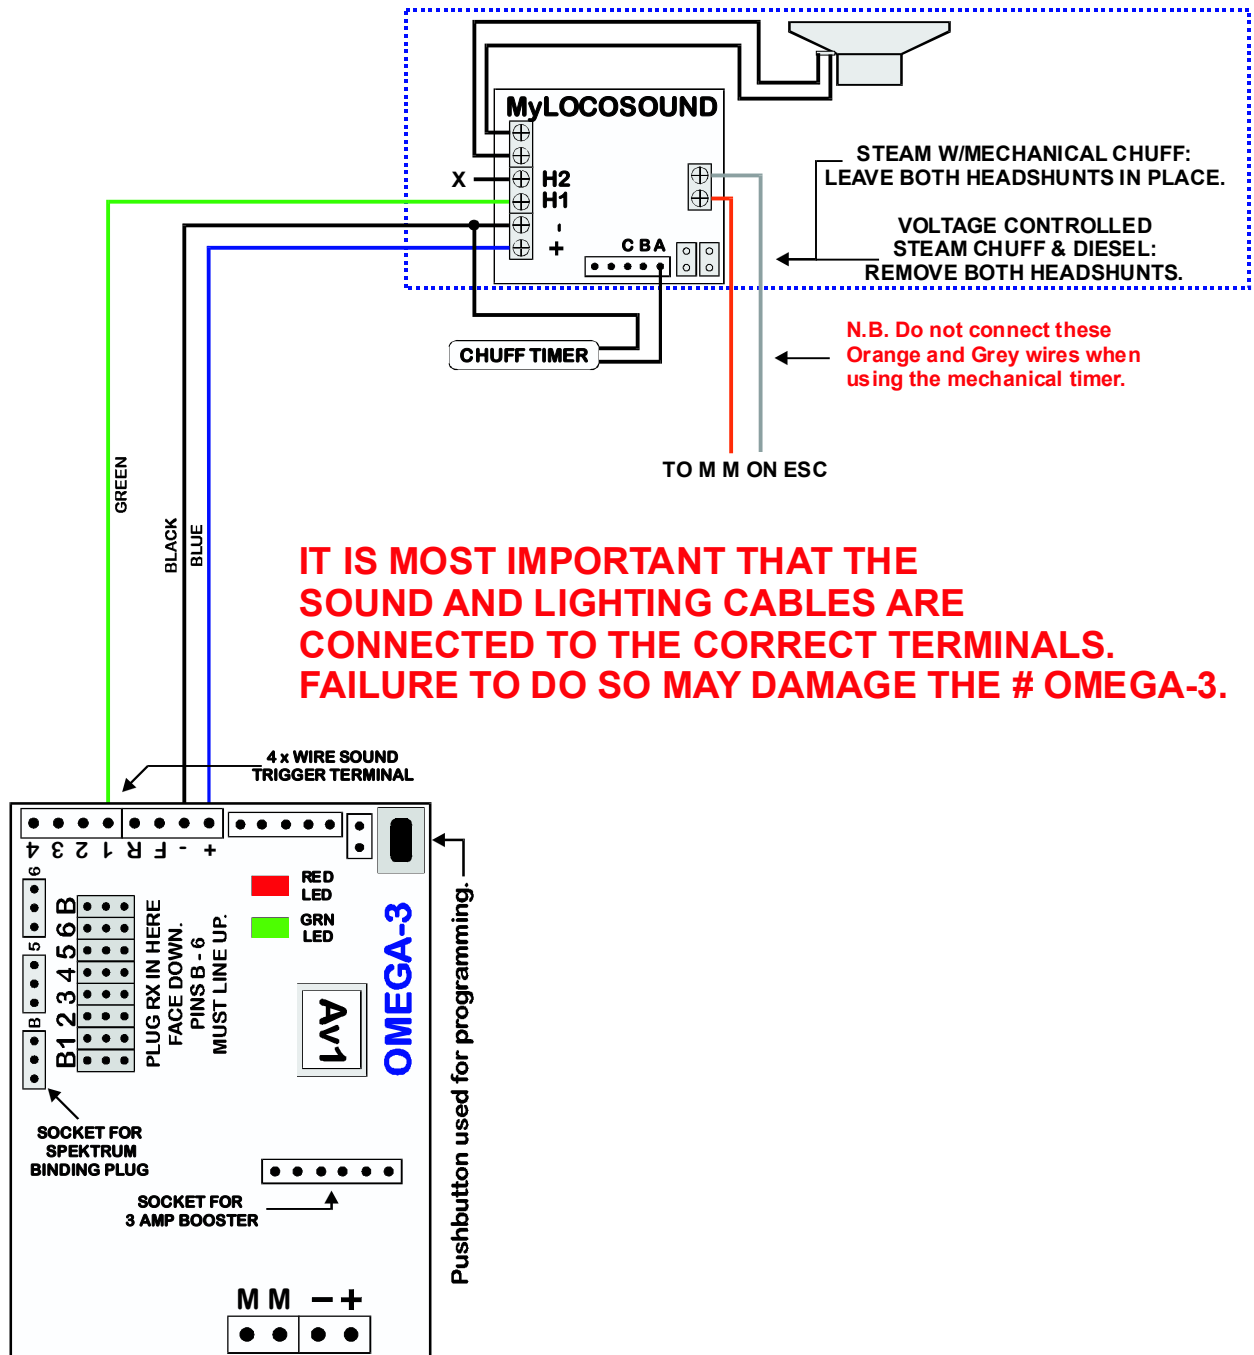 MyLOCOSOUND
X
H2
H1
-
+
C B A
STEAM W/MECHANICAL CHUFF:
LEAVE BOTH HEADSHUNTS IN PLACE.
VOLTAGE CONTROLLED
STEAM CHUFF & DIESEL:
REMOVE BOTH HEADSHUNTS.
CHUFF TIMER
N.B. Do not connect these
Orange and Grey wires when
using the mechanical timer.
TO M M ON ESC
GREEN
BLACK
BLUE
IT IS MOST IMPORTANT THAT THE
SOUND AND LIGHTING CABLES ARE
CONNECTED TO THE CORRECT TERMINALS.
FAILURE TO DO SO MAY DAMAGE THE # OMEGA-3.
4 x WIRE SOUND
TRIGGER TERMINAL
4 3 2 1 R F - +
6
5
B
B1 2 3 4 5 6 B
PLUG RX IN HERE
FACE DOWN.
PINS B - 6
MUST LINE UP.
RED
LED
GRN
LED
Av1
OMEGA-3
Pushbutton used for programming.
SOCKET FOR
SPEKTRUM
BINDING PLUG
SOCKET FOR
3 AMP BOOSTER
M M − +